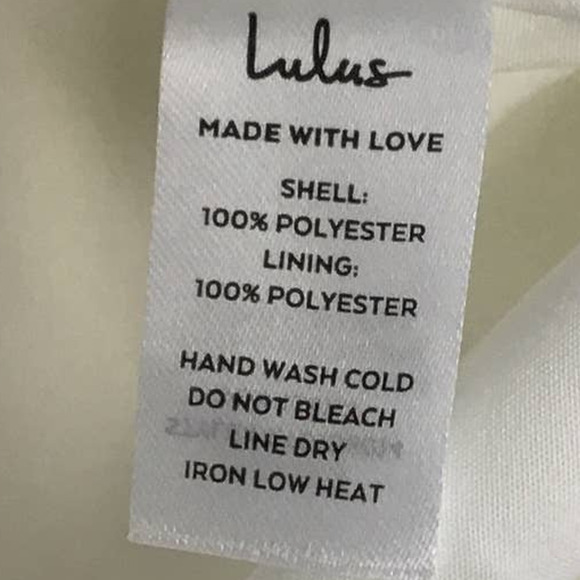 Lulus
MADE WITH LOVE
SHELL:
100% POLYESTER
LINING:
100% POLYESTER
HAND WASH COLD
DO NOT BLEACH
LINE DRY
IRON LOW HEAT